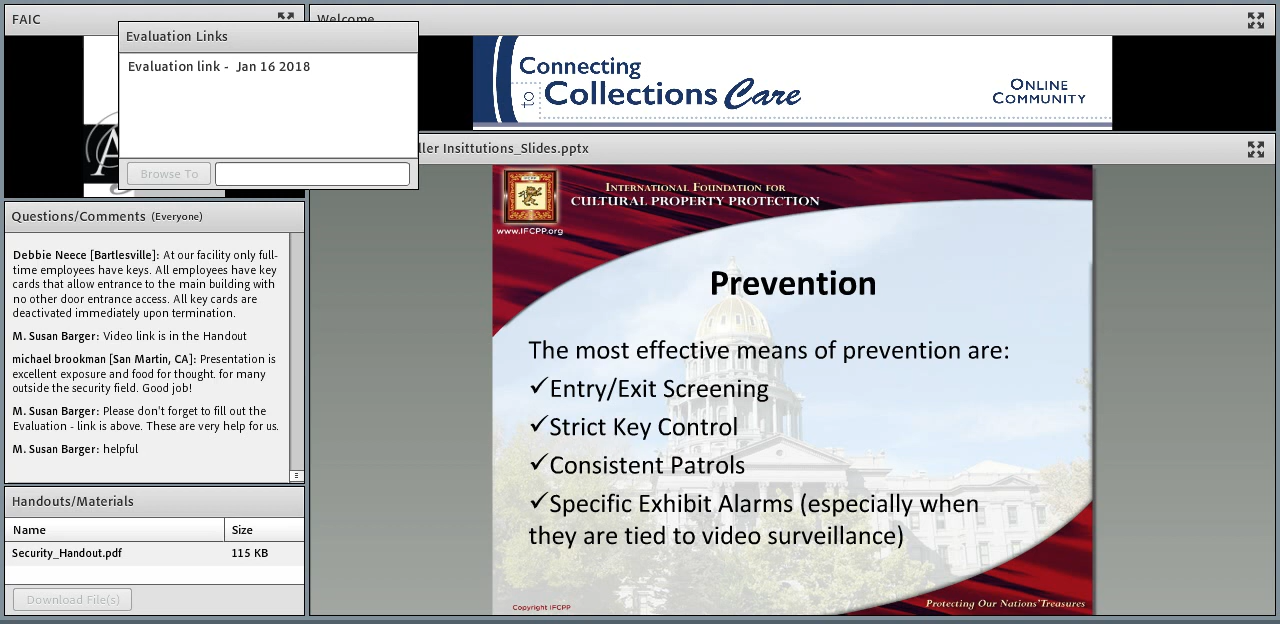 FAIC
Welcome
Evaluation Links
Evaluation link - Jan 16 2018
Browse To
Connecting
to Collections Care
ONLINE
COMMUNITY
ller Insittutions_Slides.pptx
Questions/Comments (Everyone)
Debbie Neece [Bartlesville]: At our facility only full-
time employees have keys. All employees have key
cards that allow entrance to the main building with
no other door entrance access. All key cards are
deactivated immediately upon termination.
M. Susan Barger: Video link is in the Handout
michael brookman [San Martin, CA]: Presentation is
excellent exposure and food for thought. for many
outside the security field. Good job!
M. Susan Barger: Please don't forget to fill out the
Evaluation - link is above. These are very help for us.
M. Susan Barger: helpful
Handouts/Materials
Name Size
Security_Handout.pdf 115 KB
Download File(s)
IFCPP
www.IFCPP.org
INTERNATIONAL FOUNDATION FOR
CULTURAL PROPERTY PROTECTION
Prevention
The most effective means of prevention are:
✓Entry/Exit Screening
✓Strict Key Control
✓Consistent Patrols
✓Specific Exhibit Alarms (especially when
they are tied to video surveillance)
Copyright IFCPP
Protecting Our Nations'Treasures